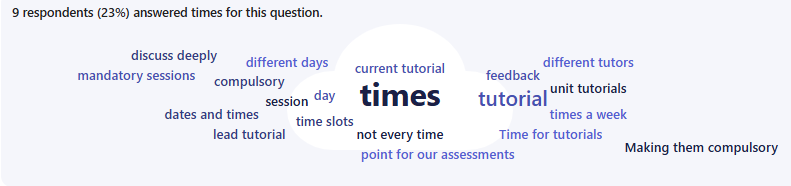 9 respondents (23%) answered times for this question.
discuss deeply
different days
current tutorial
different tutors
mandatory sessions
compulsory
feedback
unit tutorials
session
day
times
tutorial
dates and times
time slots
times a week
lead tutorial
not every time
Time for tutorials
point for our assessments
Making them compulsory